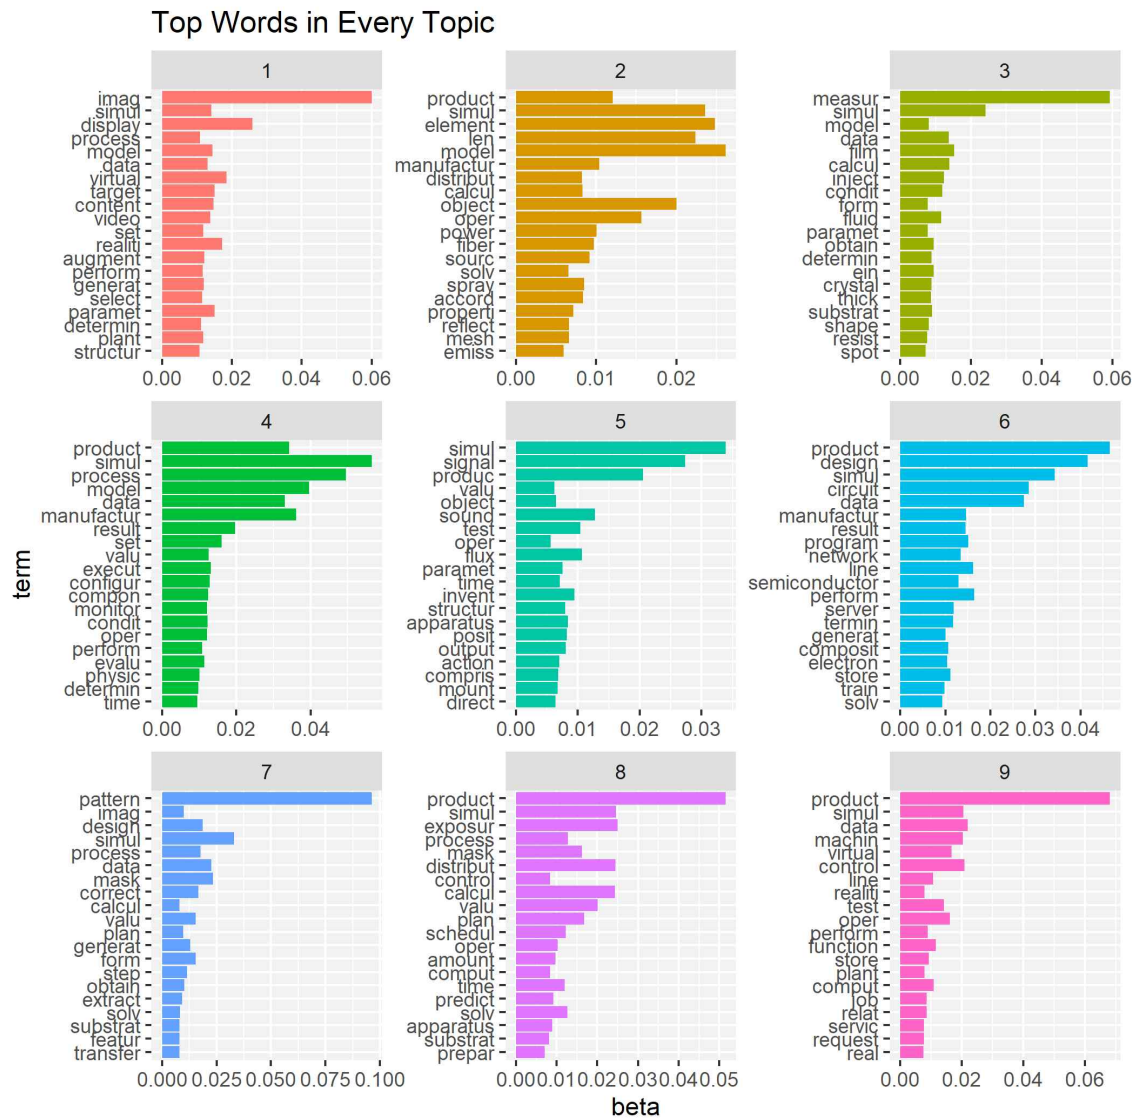 Top Words in Every Topic
1
imag
simul
display
process
model
data
virtual
target
content
video
set
realiti
augment
perform
generat
select
paramet
determin
plant
structur
0.00 0.02 0.04 0.06
2
product
simul
element
len
model
manufactur
distribut
calcul
object
oper
power
fiber
sourc
solv
spray
accord
properti
reflect
mesh
emiss
0.00 0.01 0.02
3
measur
simul
model
data
film
calcul
inject
condit
form
fluid
paramet
obtain
determin
ein
crystal
thick
substrat
shape
resist
spot
0.00 0.02 0.04 0.06
4
product
simul
process
model
data
manufactur
result
set
valu
execut
configur
compon
monitor
condit
oper
perform
evalu
physic
determin
time
0.00 0.02 0.04
5
simul
signal
produc
valu
object
sound
test
oper
flux
paramet
time
invent
structur
apparatus
posit
output
action
compris
mount
direct
0.00 0.01 0.02 0.03
6
product
design
simul
circuit
data
manufactur
result
program
network
line
semiconductor
perform
server
termin
generat
composit
electron
store
train
solv
0.00 0.01 0.02 0.03 0.04
7
pattern
imag
design
simul
process
data
mask
correct
calcul
valu
plan
generat
form
step
obtain
extract
solv
substrat
featur
transfer
0.000 0.025 0.050 0.075 0.100
8
product
simul
exposur
process
mask
distribut
control
calcul
valu
plan
schedul
oper
amount
comput
time
predict
solv
apparatus
substrat
prepar
0.00 0.01 0.02 0.03 0.04 0.05
9
product
simul
data
machin
virtual
control
line
realiti
test
oper
perform
function
store
plant
comput
job
relat
servic
request
real
0.00 0.02 0.04 0.06
term
beta